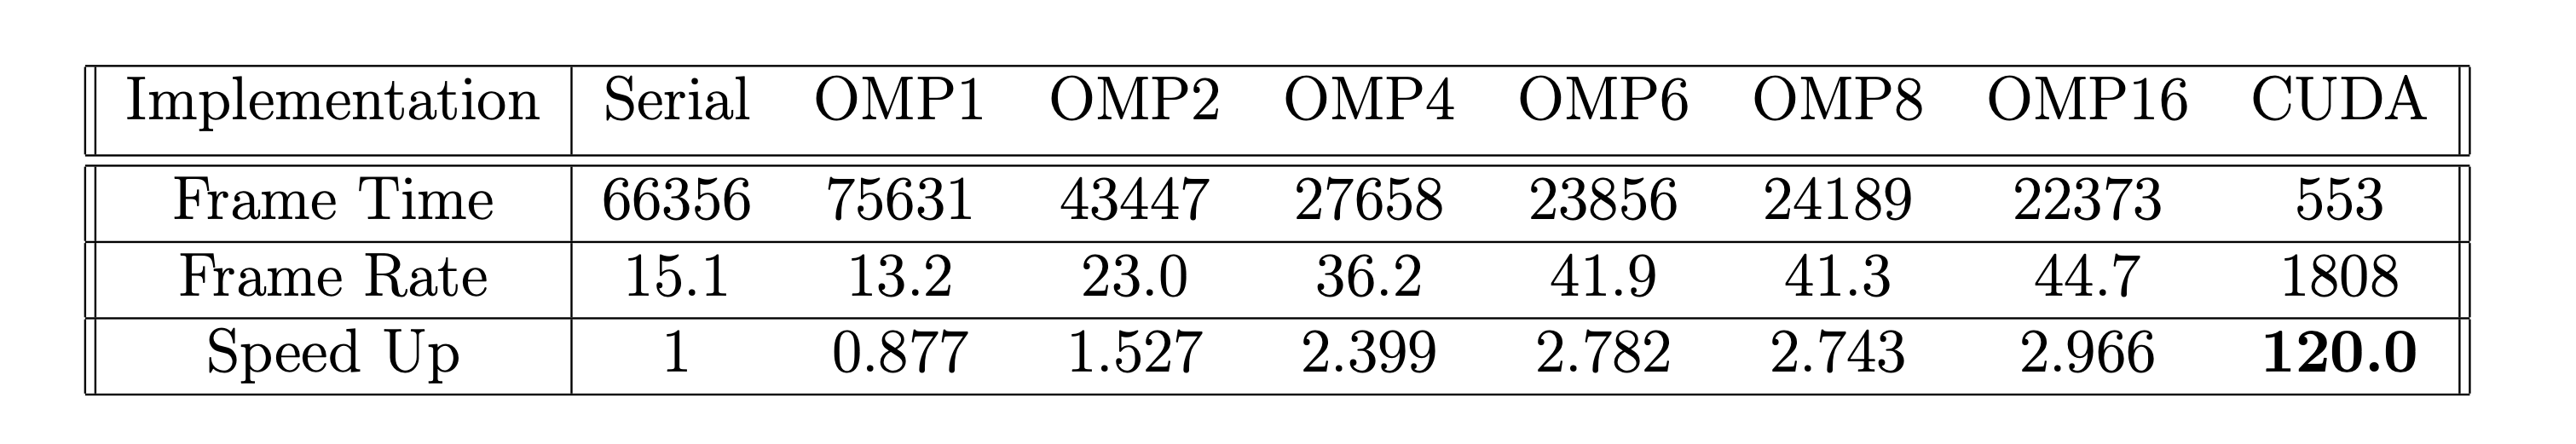 Implementation Serial OMP1 OMP2 OMP4 OMP6 OMP8 OMP16 CUDA
Frame Time 66356 75631 43447 27658 23856 24189 22373 553
Frame Rate 15.1 13.2 23.0 36.2 41.9 41.3 44.7 1808
Speed Up 1 0.877 1.527 2.399 2.782 2.743 2.966 120.0